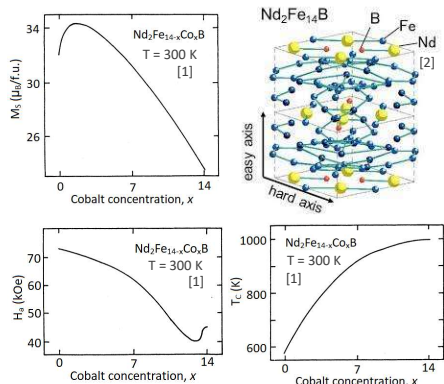 Nd₂Fe₁₄₋ₓCoₓB
T = 300 K
[1]
34
30
26
Mₛ (μB/f.u.)
0 7 14
Cobalt concentration, x
Nd₂Fe₁₄B
B
Fe
Nd
[2]
easy axis
hard axis
Nd₂Fe₁₄₋ₓCoₓB
T = 300 K
[1]
70
60
50
40
Hₐ (kOe)
0 7 14
Cobalt concentration, x
Nd₂Fe₁₄₋ₓCoₓB
T = 300 K
[1]
1000
800
600
T_C (K)
0 7 14
Cobalt concentration, x